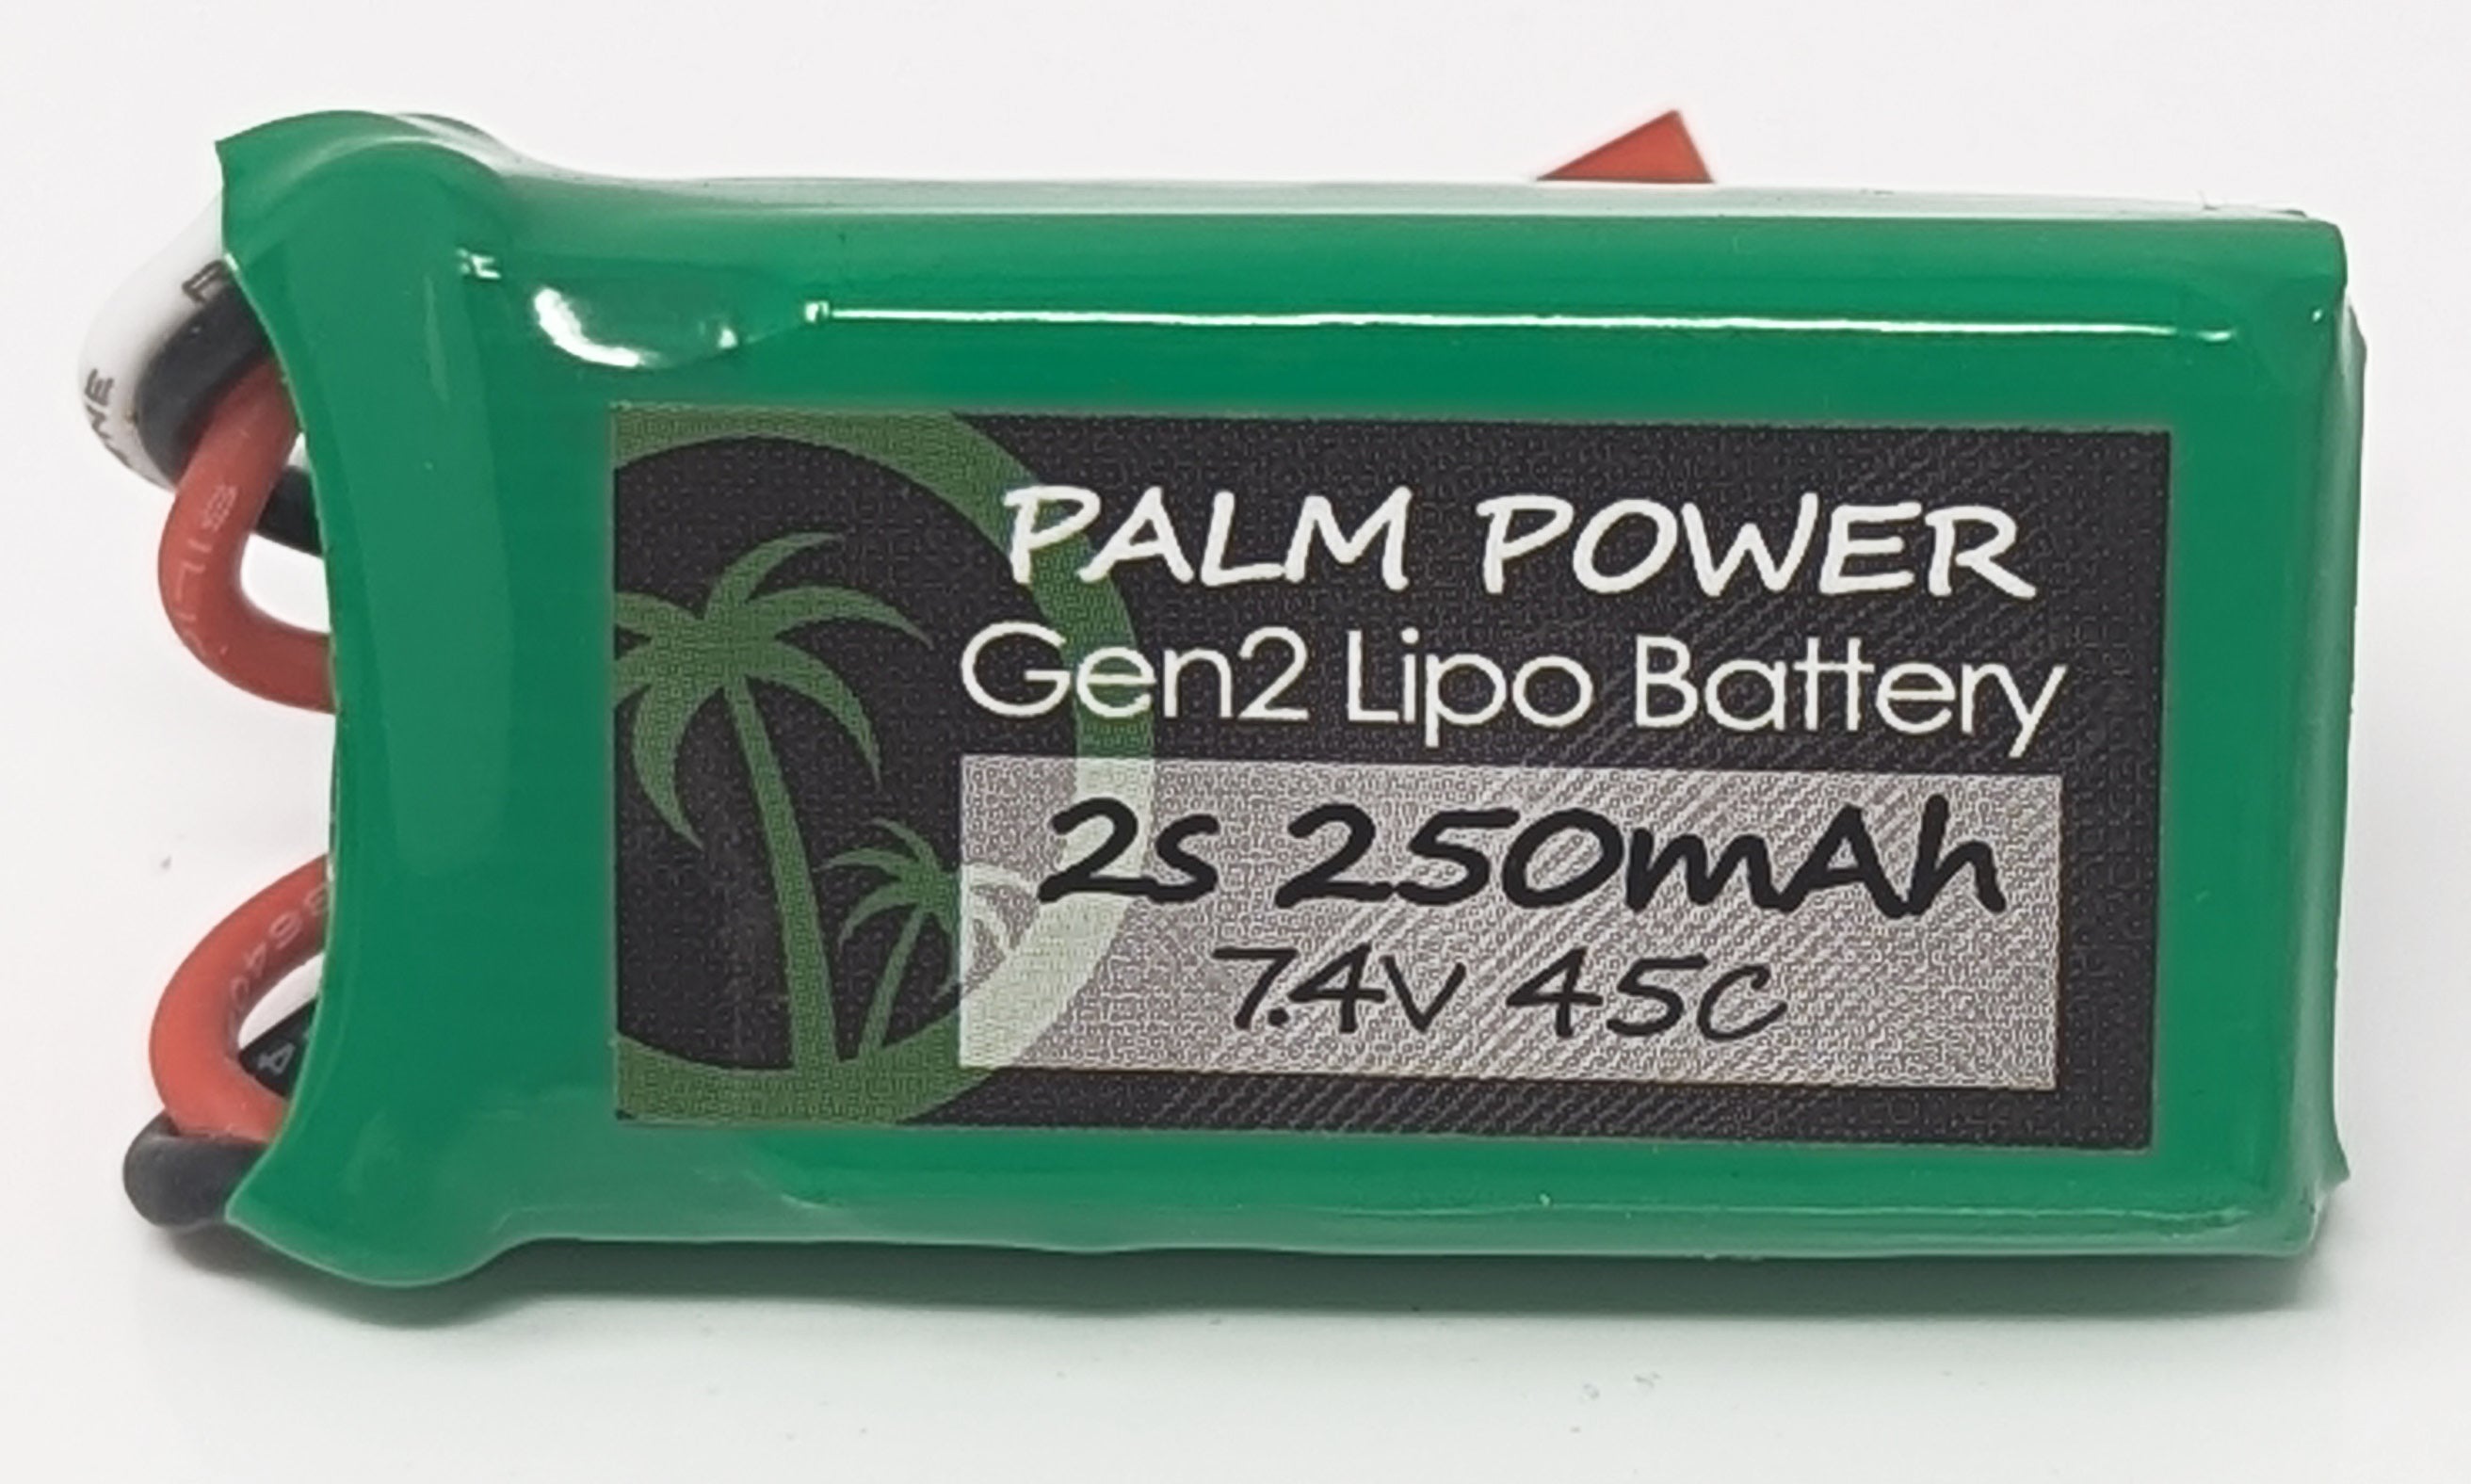 PALM POWER
Gen2 Lipo Battery
2s 250mAh
7.4v 45C